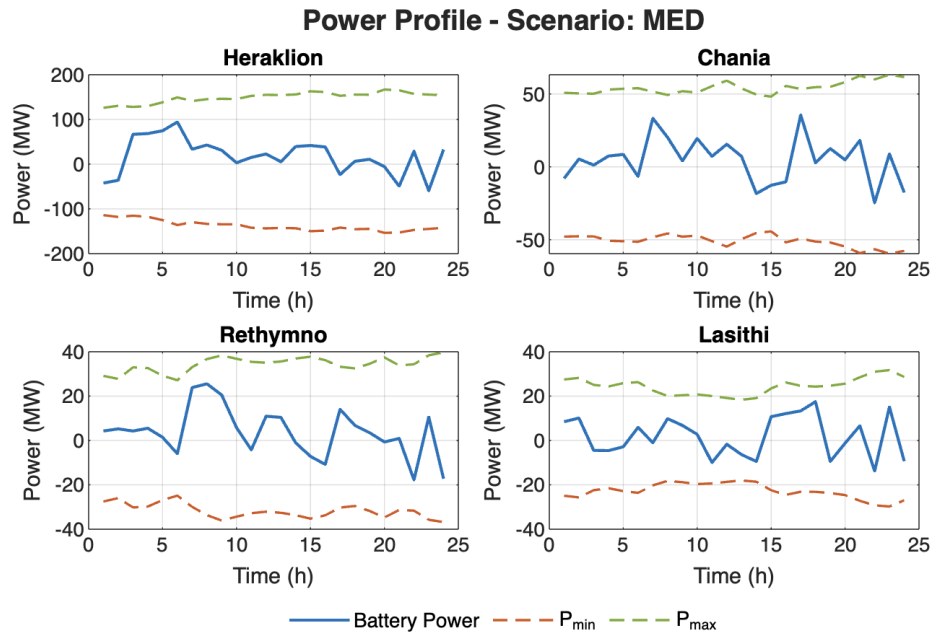 Power Profile - Scenario: MED
Heraklion
Power (MW)
200
100
0
-100
-200
0 5 10 15 20 25
Time (h)
Chania
Power (MW)
50
0
-50
0 5 10 15 20 25
Time (h)
Rethymno
Power (MW)
40
20
0
-20
-40
0 5 10 15 20 25
Time (h)
Lasithi
Power (MW)
40
20
0
-20
-40
0 5 10 15 20 25
Time (h)
Battery Power Pmin Pmax